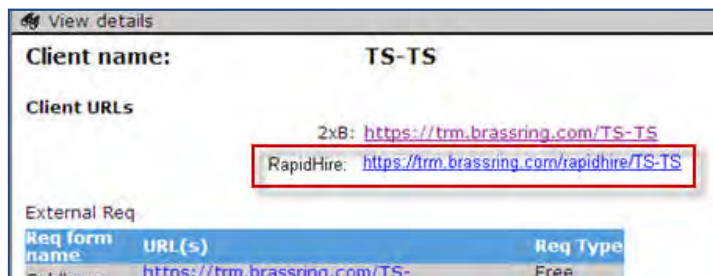 View details
Client name: TS-TS
Client URLs
2xB: https://trm.brassring.com/TS-TS
RapidHire: https://trm.brassring.com/rapidhire/TS-TS
External Req
Req form name URL(s) Req Type
https://trm.brassring.com/TS- Free